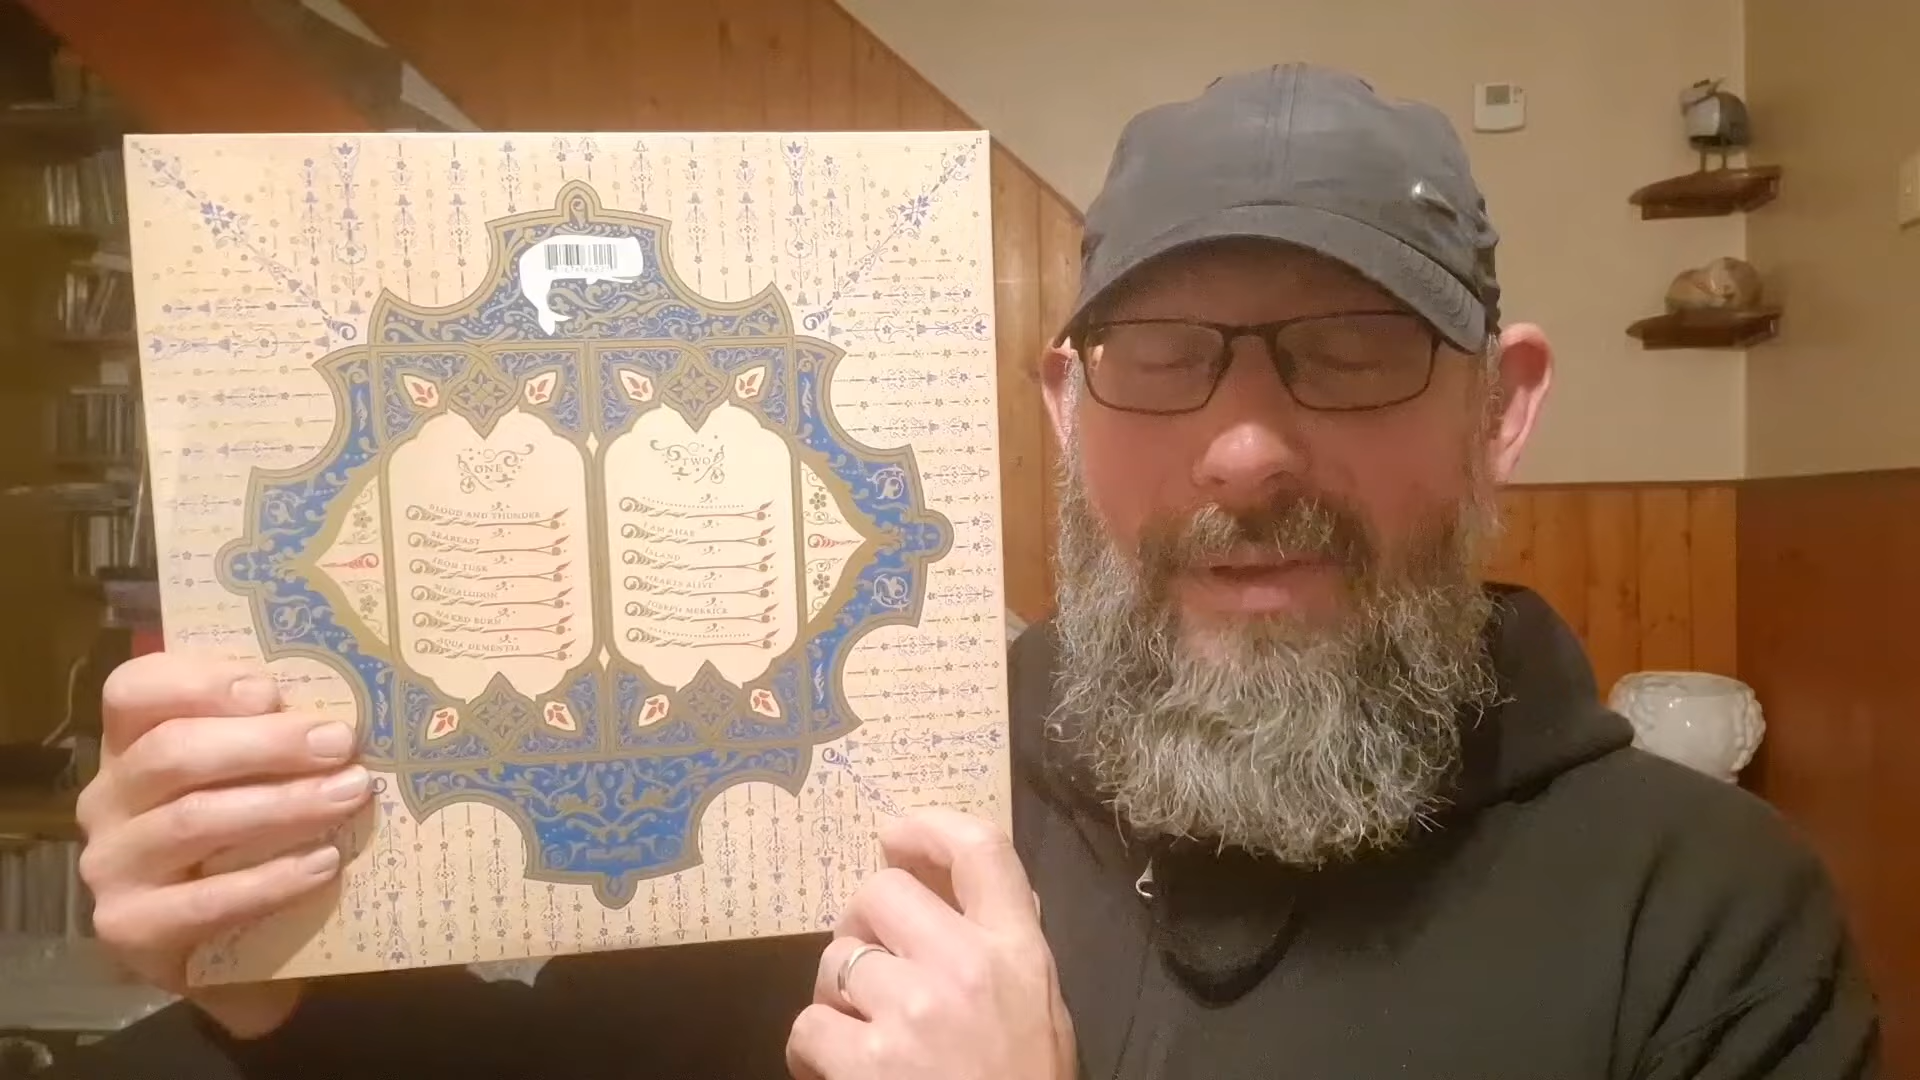 ONE
BLOOD AND THUNDER
SEABEAST
IRON TUSK
MEGALODON
NAKED BURN
AQUA DEMENTIA
TWO
I AM AHAB
ISLAND
HEARTS ALIVE
JOSEPH MERRICK